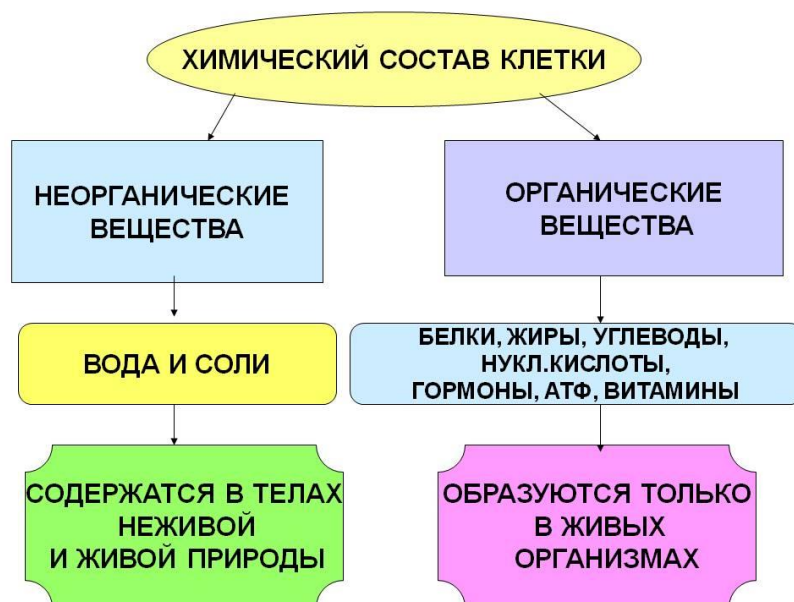 ХИМИЧЕСКИЙ СОСТАВ КЛЕТКИ
НЕОРГАНИЧЕСКИЕ
ВЕЩЕСТВА
ОРГАНИЧЕСКИЕ
ВЕЩЕСТВА
ВОДА И СОЛИ
БЕЛКИ, ЖИРЫ, УГЛЕВОДЫ,
НУКЛ.КИСЛОТЫ,
ГОРМОНЫ, АТФ, ВИТАМИНЫ
СОДЕРЖАТСЯ В ТЕЛАХ
НЕЖИВОЙ
И ЖИВОЙ ПРИРОДЫ
ОБРАЗУЮТСЯ ТОЛЬКО
В ЖИВЫХ
ОРГАНИЗМАХ